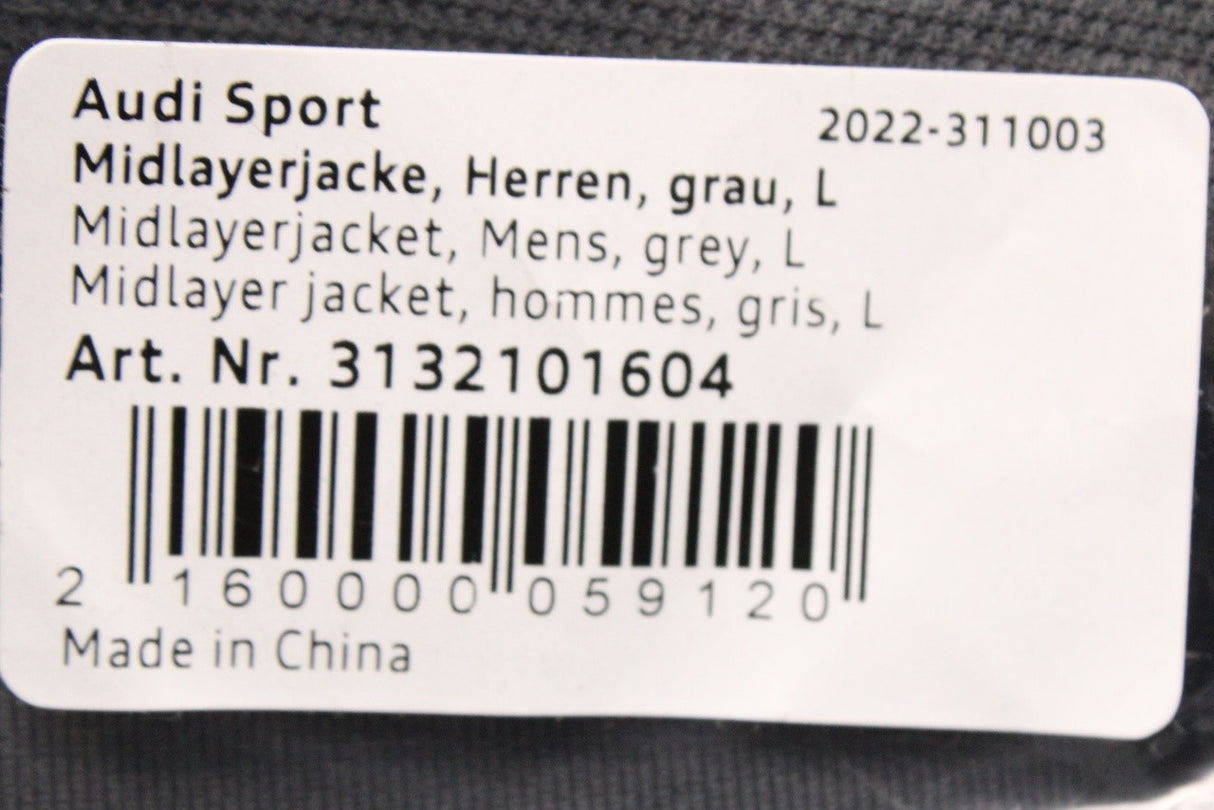 Audi Sport
2022-311003
Midlayerjacke, Herren, grau, L
Midlayerjacket, Mens, grey, L
Midlayer jacket, hommes, gris, L
Art. Nr. 3132101604
2 160000 059120
Made in China